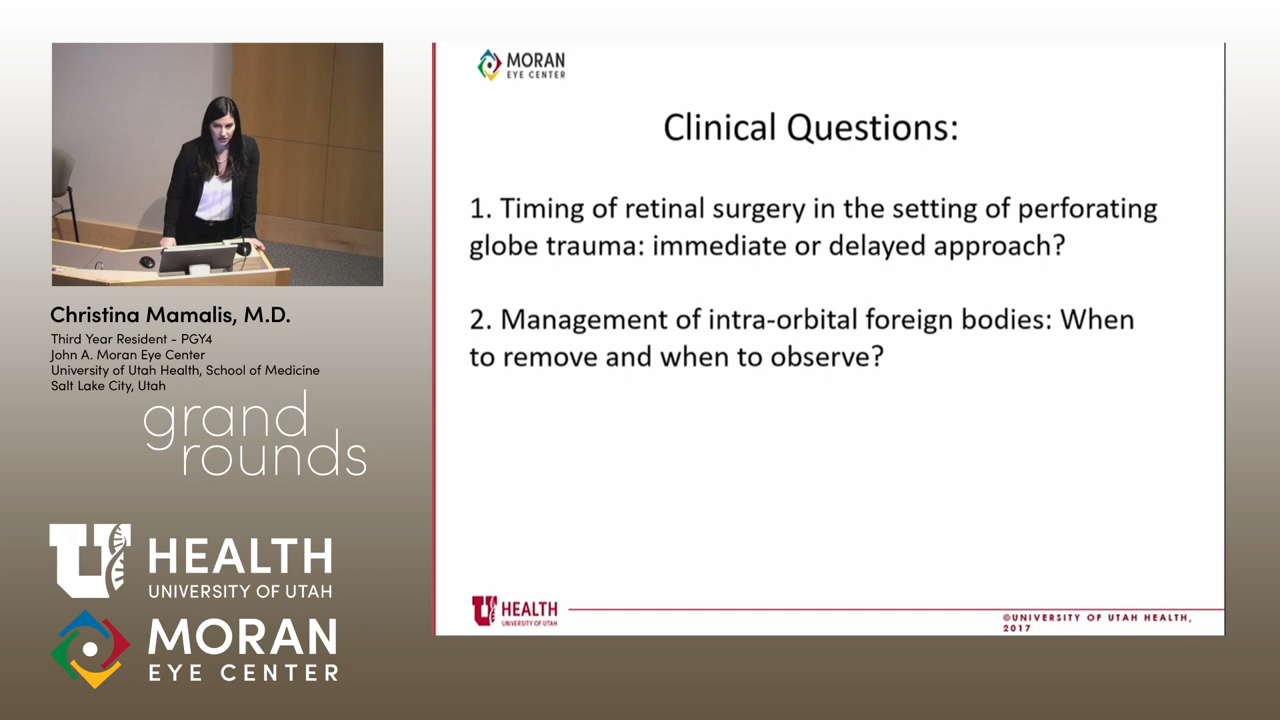 MORAN
EYE CENTER
Clinical Questions:
1. Timing of retinal surgery in the setting of perforating
globe trauma: immediate or delayed approach?
2. Management of intra-orbital foreign bodies: When
to remove and when to observe?
U HEALTH
UNIVERSITY OF UTAH
©UNIVERSITY OF UTAH HEALTH,
2017
Christina Mamalis, M.D.
Third Year Resident - PGY4
John A. Moran Eye Center
University of Utah Health, School of Medicine
Salt Lake City, Utah
grand
rounds
U HEALTH
UNIVERSITY OF UTAH
MORAN
EYE CENTER